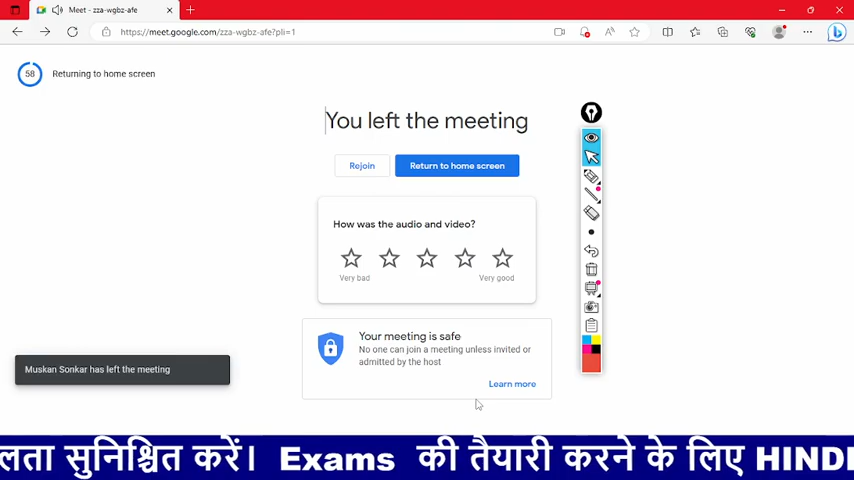 Meet - zza-wgbz-afe
https://meet.google.com/zza-wgbz-afe?pli=1
58 Returning to home screen
You left the meeting
Rejoin Return to home screen
How was the audio and video?
Very bad Very good
Your meeting is safe
No one can join a meeting unless invited or
admitted by the host
Learn more
Muskan Sonkar has left the meeting
लता सुनिश्चित करें। Exams की तैयारी करने के लिए HINDI